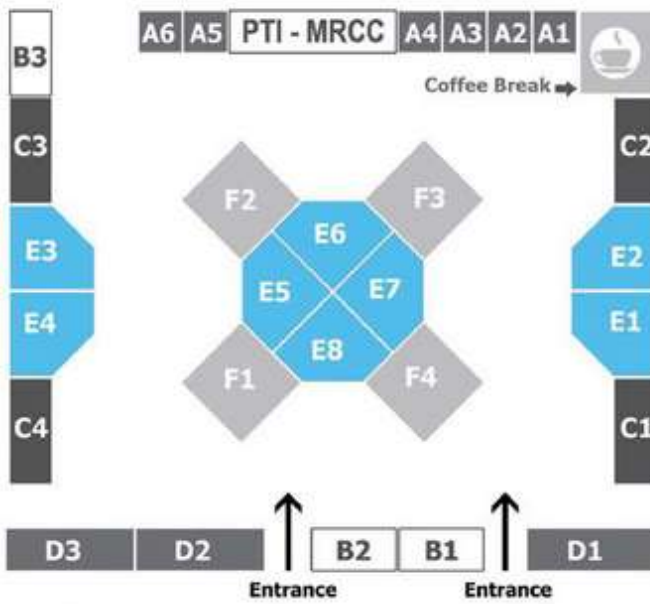 A6 A5 PTI - MRCC A4 A3 A2 A1
B3
Coffee Break
C3 C2
F2 F3
E6
E3 E2
E5 E7
E4 E1
E8
F1 F4
C4 C1
D3 D2 B2 B1 D1
Entrance Entrance